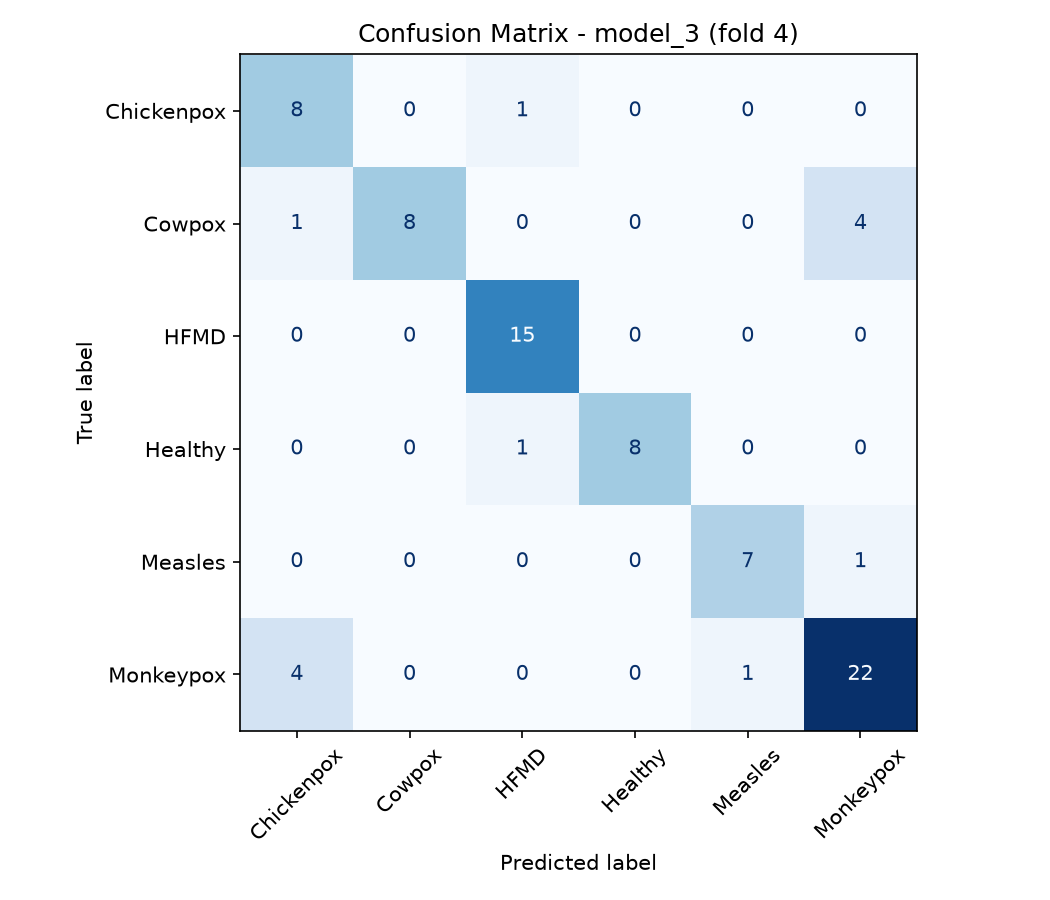 Confusion Matrix - model_3 (fold 4)
Chickenpox 8 0 1 0 0 0
Cowpox 1 8 0 0 0 4
HFMD 0 0 15 0 0 0
Healthy 0 0 1 8 0 0
Measles 0 0 0 0 7 1
Monkeypox 4 0 0 0 1 22
True label
Chickenpox Cowpox HFMD Healthy Measles Monkeypox
Predicted label